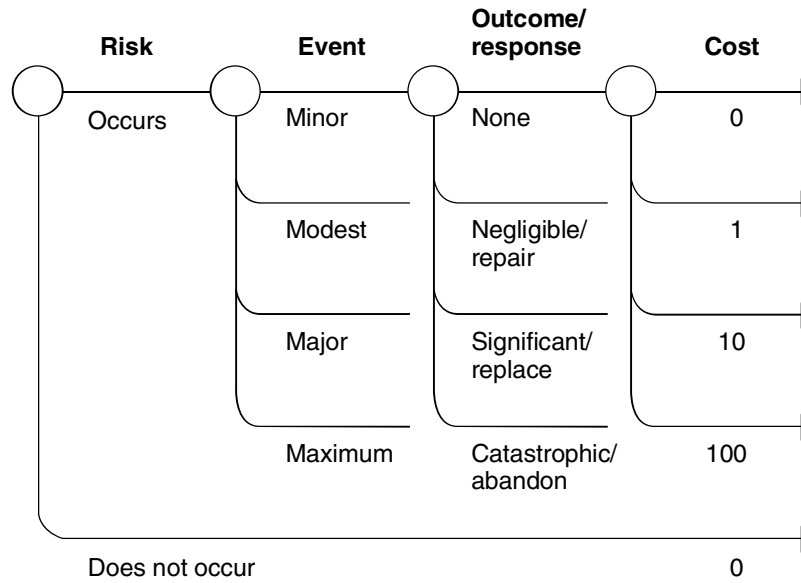 Risk
Event
Outcome/
response
Cost
Occurs
Minor
None
0
Modest
Negligible/
repair
1
Major
Significant/
replace
10
Maximum
Catastrophic/
abandon
100
Does not occur
0